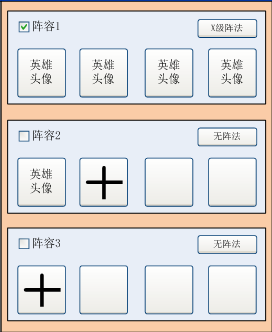 阵容1
X级阵法
英雄 英雄 英雄 英雄
头像 头像 头像 头像
阵容2
无阵法
英雄
头像
阵容3
无阵法